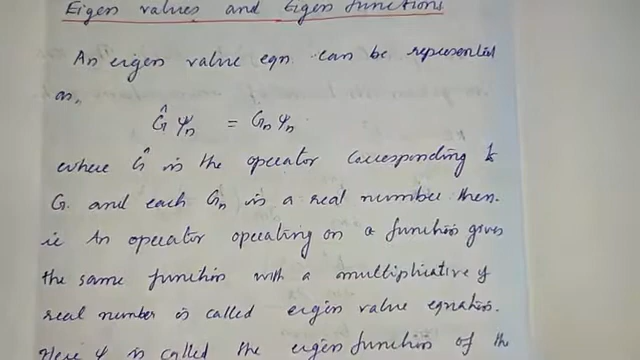 Eigen values and Eigen functions
An eigen value eqn. can be represented
as,
Ĝ ψn = Gn ψn
where Ĝ is the operator corresponding to
G. and each Gn is a real number then.
ie An operator operating on a function gives
the same function with a multiplicative of
real number is called eigen value equation.
Here ψ is called the eigen function of the